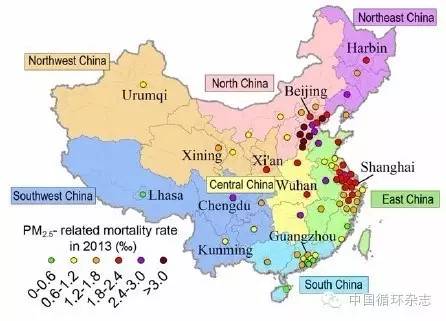 Northeast China
Harbin
Northwest China
North China
Urumqi
Beijing
Xining
Xi'an
Shanghai
Southwest China
Central China
Wuhan
Lhasa
Chengdu
East China
PM2.5- related mortality rate
in 2013 (‰)
Guangzhou
Kunming
0-0.6
0.6-1.2
1.2-1.8
1.8-2.4
2.4-3.0
>3.0
South China
中国循环杂志